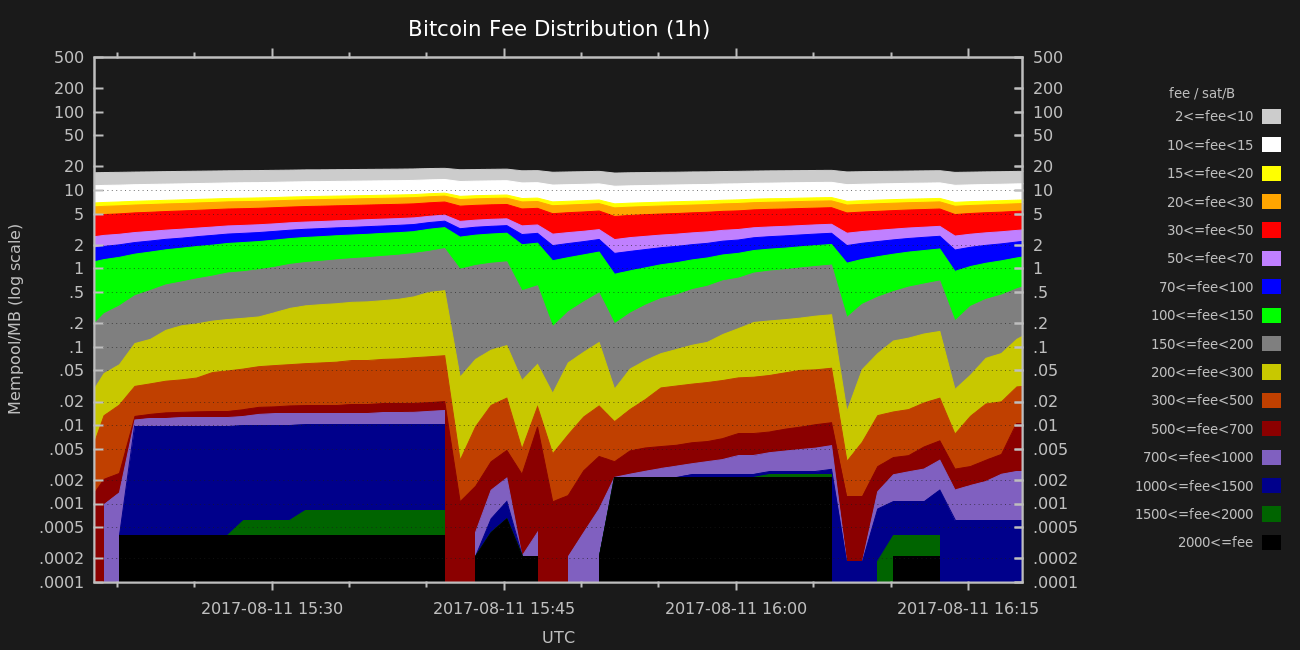 Bitcoin Fee Distribution (1h)
500 500
200 200
100 100
50 50
20 20
10 10
5 5
2 2
1 1
.5 .5
.2 .2
.1 .1
.05 .05
.02 .02
.01 .01
.005 .005
.002 .002
.001 .001
.0005 .0005
.0002 .0002
.0001 .0001
Mempool/MB (log scale)
2017-08-11 15:30 2017-08-11 15:45 2017-08-11 16:00 2017-08-11 16:15
UTC
fee / sat/B
2<=fee<10
10<=fee<15
15<=fee<20
20<=fee<30
30<=fee<50
50<=fee<70
70<=fee<100
100<=fee<150
150<=fee<200
200<=fee<300
300<=fee<500
500<=fee<700
700<=fee<1000
1000<=fee<1500
1500<=fee<2000
2000<=fee